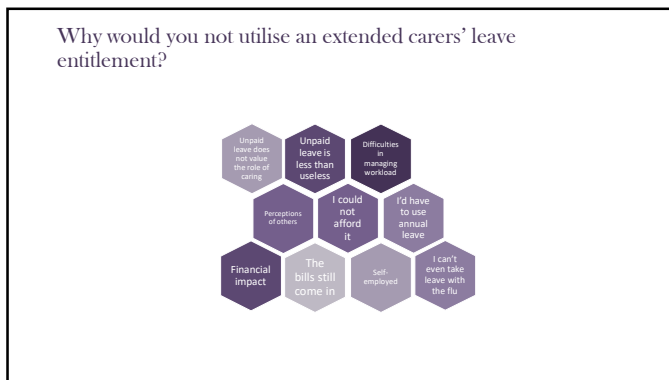 Why would you not utilise an extended carers’ leave
entitlement?
Unpaid
leave does
not value
the role of
caring
Unpaid
leave is
less than
useless
Difficulties
in
managing
workload
Perceptions
of others
I could
not
afford
it
I’d have
to use
annual
leave
Financial
impact
The
bills still
come in
Self-
employed
I can’t
even take
leave with
the flu